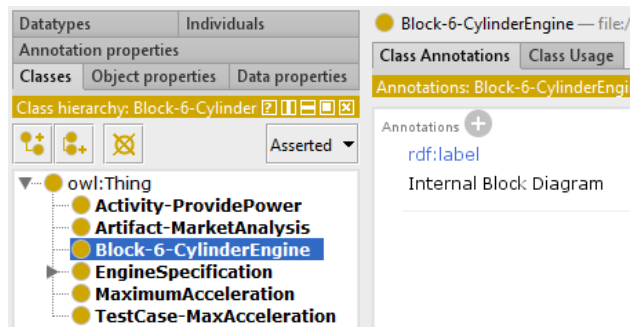 Datatypes Individuals
Annotation properties
Classes Object properties Data properties
Class hierarchy: Block-6-Cylinder
Asserted
owl:Thing
Activity-ProvidePower
Artifact-MarketAnalysis
Block-6-CylinderEngine
EngineSpecification
MaximumAcceleration
TestCase-MaxAcceleration
Block-6-CylinderEngine — file:/
Class Annotations Class Usage
Annotations: Block-6-CylinderEngi
Annotations
rdf:label
Internal Block Diagram